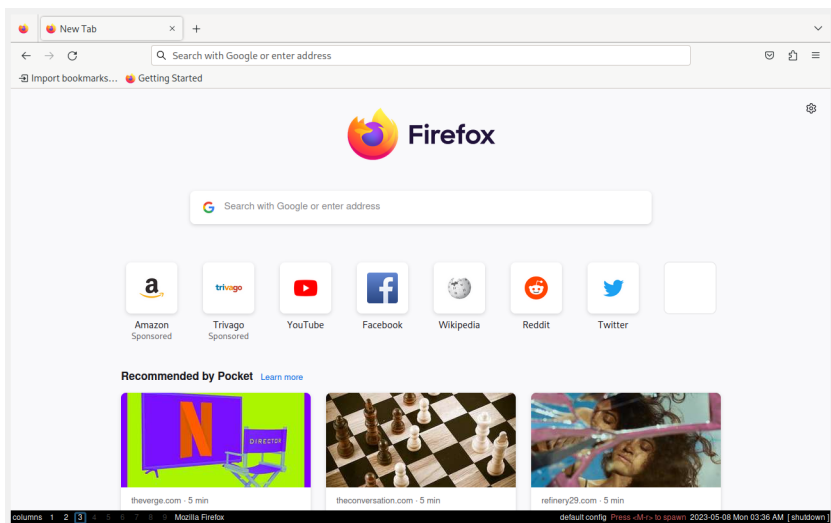 New Tab
Search with Google or enter address
Import bookmarks... Getting Started
Firefox
G Search with Google or enter address
a trivago f
Amazon Trivago YouTube Facebook Wikipedia Reddit Twitter
Sponsored Sponsored
Recommended by Pocket Learn more
N
DIRECTOR
theverge.com · 5 min theconversation.com · 5 min refinery29.com · 5 min
columns 1 2 3 4 5 6 7 8 9 Mozilla Firefox default config Press <M-r> to spawn 2023-05-08 Mon 03:36 AM [ shutdown ]